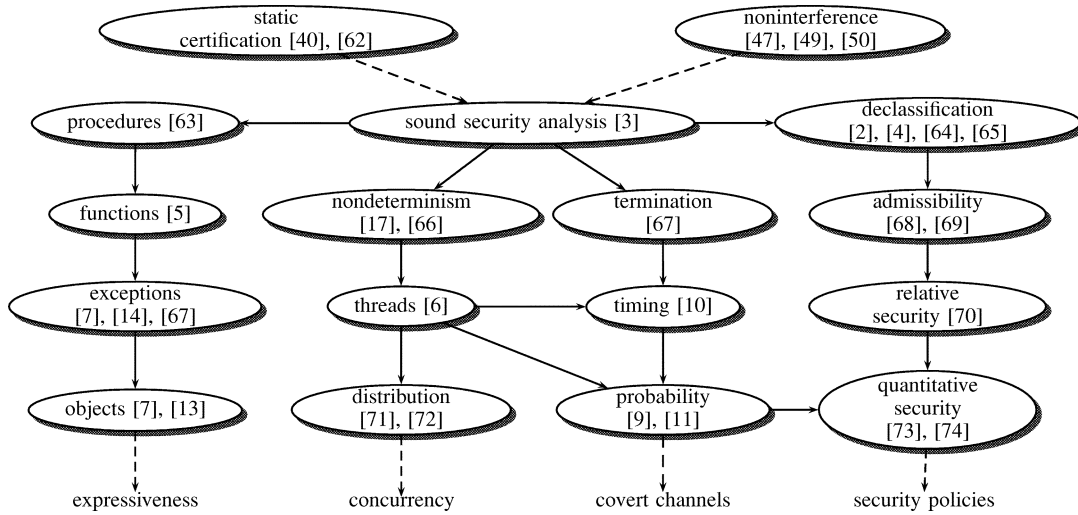 static
certification [40], [62]
noninterference
[47], [49], [50]
procedures [63]
sound security analysis [3]
declassification
[2], [4], [64], [65]
functions [5]
nondeterminism
[17], [66]
termination
[67]
admissibility
[68], [69]
exceptions
[7], [14], [67]
threads [6]
timing [10]
relative
security [70]
objects [7], [13]
distribution
[71], [72]
probability
[9], [11]
quantitative
security
[73], [74]
expressiveness
concurrency
covert channels
security policies